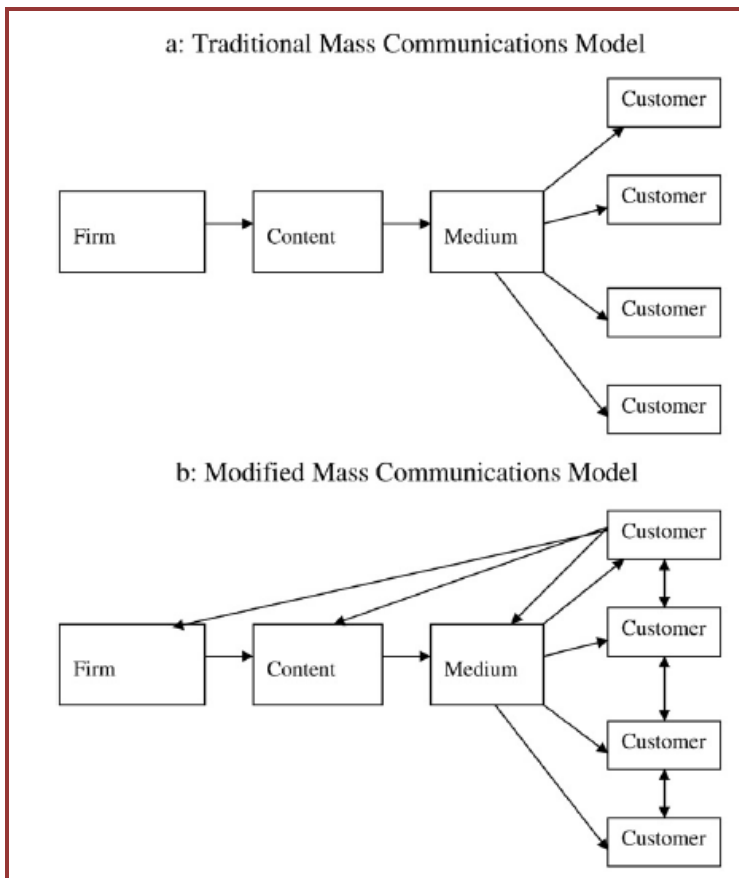 a: Traditional Mass Communications Model
Customer
Customer
Firm
Content
Medium
Customer
Customer
b: Modified Mass Communications Model
Customer
Customer
Firm
Content
Medium
Customer
Customer